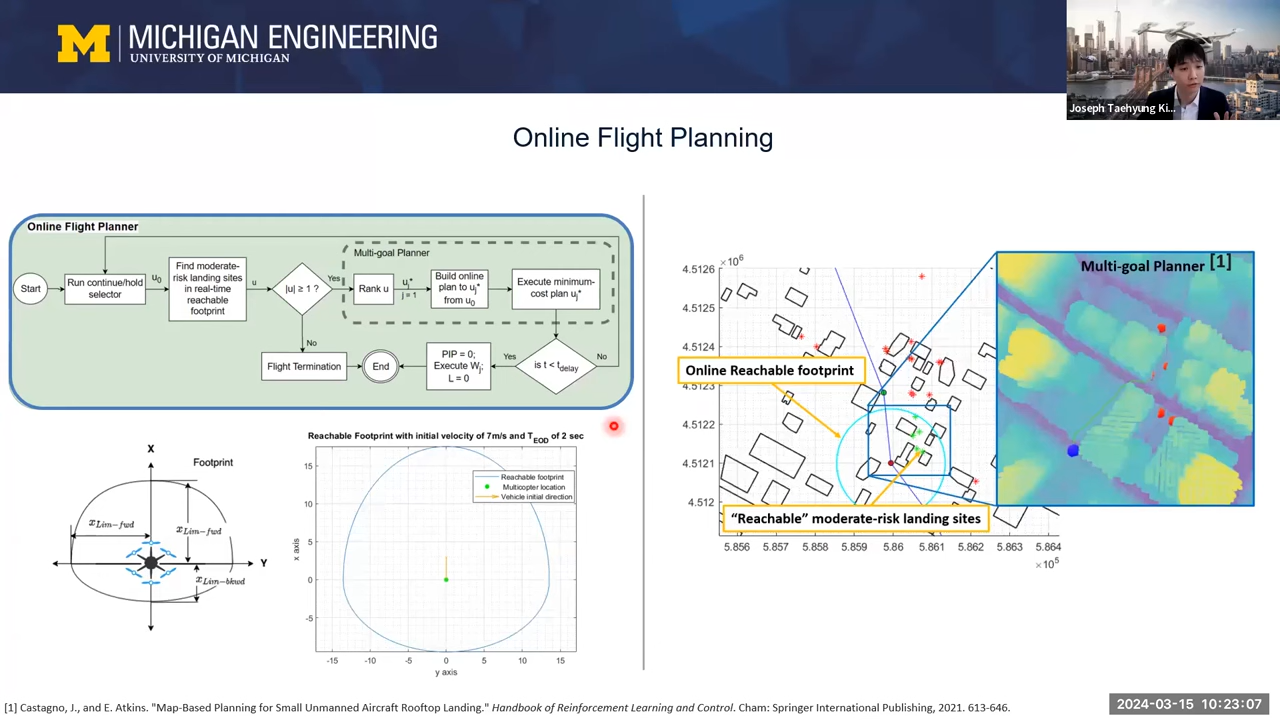 M | MICHIGAN ENGINEERING
UNIVERSITY OF MICHIGAN
Joseph Taehyung Ki...
Online Flight Planning
Online Flight Planner
Start
Run continue/hold
selector
u0
Find moderate-
risk landing sites
in real-time
reachable
footprint
u
|u| ≥ 1 ?
Yes
No
Multi-goal Planner
Rank u
uj*
j = 1
Build online
plan to uj*
from u0
Execute minimum-
cost plan uj*
is t < tdelay
No
Yes
PIP = 0;
Execute Wj;
L = 0
End
Flight Termination
X
Footprint
xLim-fwd
xLim-fwd
Y
xLim-bkwd
Reachable Footprint with initial velocity of 7m/s and TEOD of 2 sec
Reachable footprint
Multicopter location
Vehicle initial direction
15
10
5
0
-5
x axis
-15 -10 -5 0 5 10 15
y axis
×10⁶
4.5126
4.5125
4.5124
4.5123
4.5122
4.5121
4.512
5.856 5.857 5.858 5.859 5.86 5.861 5.862 5.863 5.864
×10⁵
Online Reachable footprint
“Reachable” moderate-risk landing sites
Multi-goal Planner [1]
[1] Castagno, J., and E. Atkins. "Map-Based Planning for Small Unmanned Aircraft Rooftop Landing." Handbook of Reinforcement Learning and Control. Cham: Springer International Publishing, 2021. 613-646.
2024-03-15 10:23:07